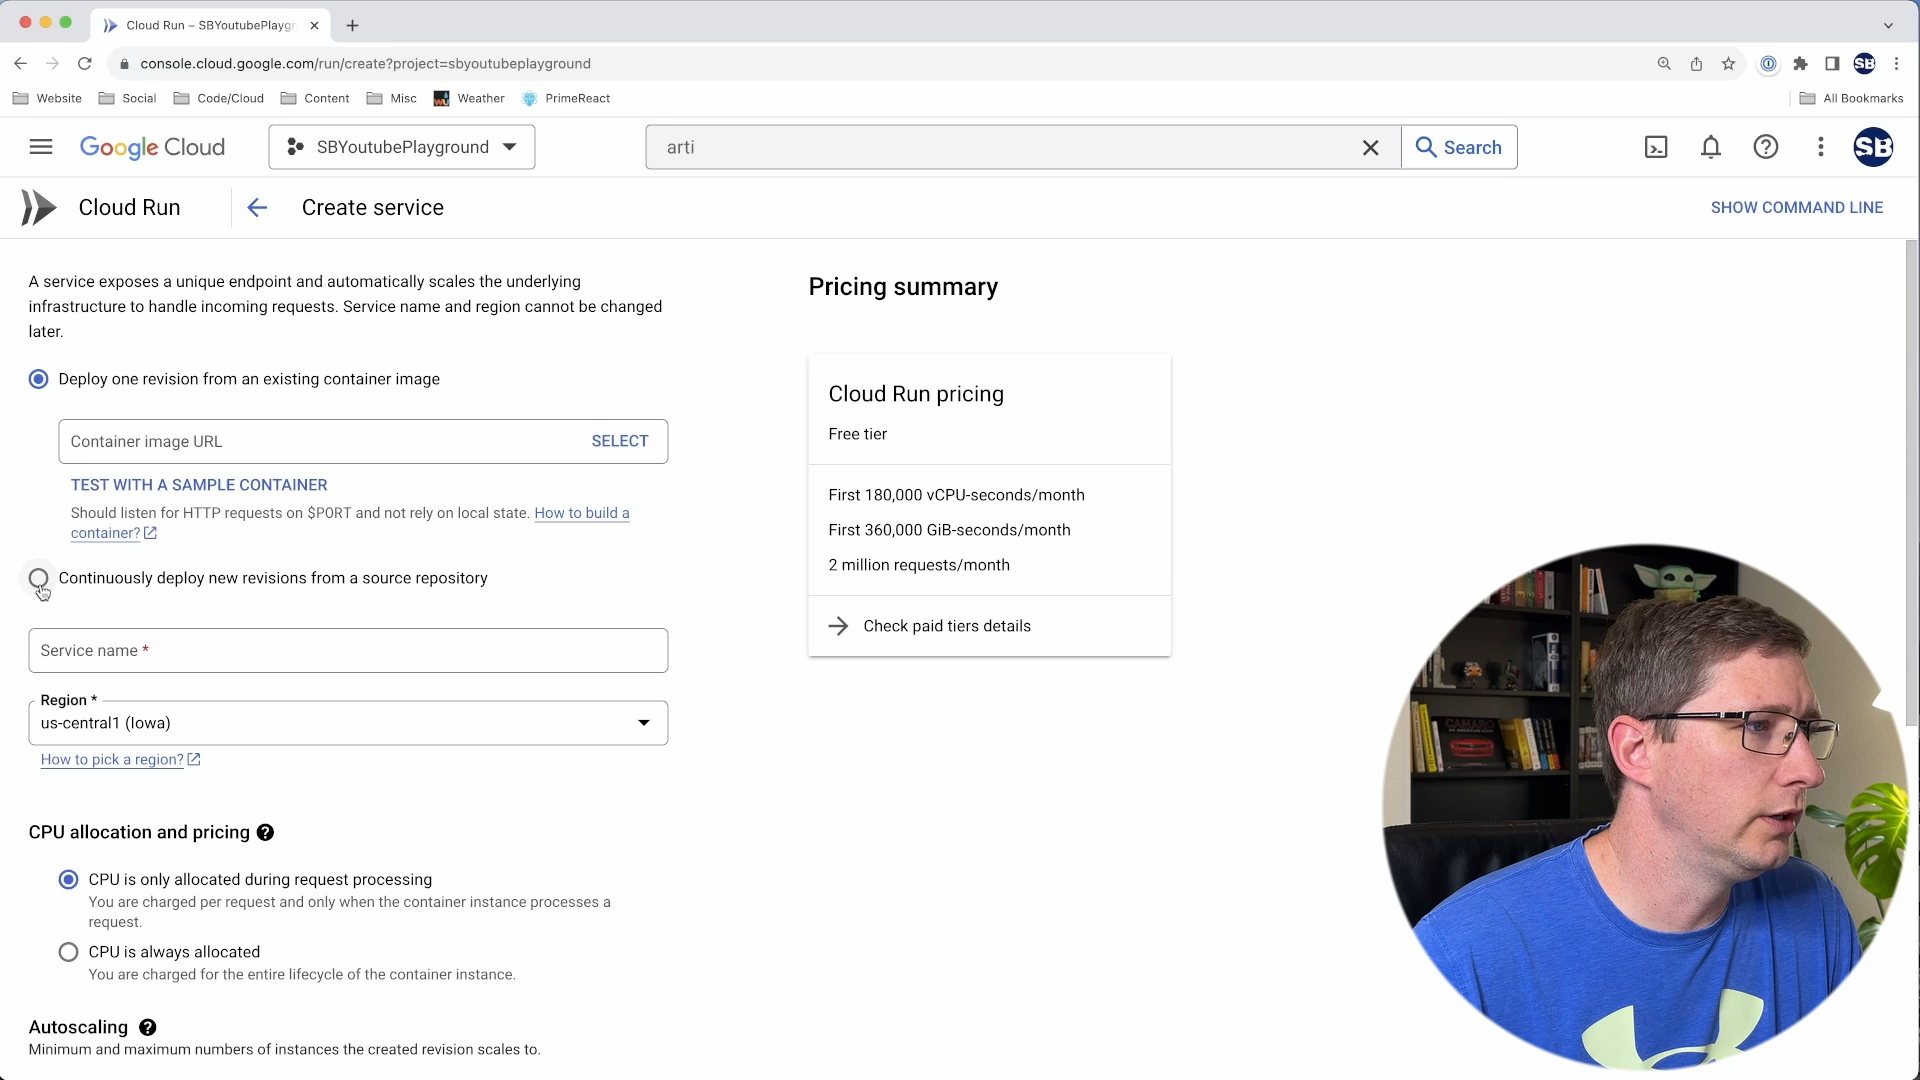 Cloud Run – SBYoutubePlaygr
console.cloud.google.com/run/create?project=sbyoutubeplayground
Website
Social
Code/Cloud
Content
Misc
Weather
PrimeReact
All Bookmarks
Google Cloud
SBYoutubePlayground
arti
Search
SB
Cloud Run
Create service
SHOW COMMAND LINE
A service exposes a unique endpoint and automatically scales the underlying
infrastructure to handle incoming requests. Service name and region cannot be changed
later.
Deploy one revision from an existing container image
Container image URL
SELECT
TEST WITH A SAMPLE CONTAINER
Should listen for HTTP requests on $PORT and not rely on local state. How to build a
container?
Continuously deploy new revisions from a source repository
Service name *
Region *
us-central1 (Iowa)
How to pick a region?
CPU allocation and pricing
CPU is only allocated during request processing
You are charged per request and only when the container instance processes a
request.
CPU is always allocated
You are charged for the entire lifecycle of the container instance.
Autoscaling
Minimum and maximum numbers of instances the created revision scales to.
Pricing summary
Cloud Run pricing
Free tier
First 180,000 vCPU-seconds/month
First 360,000 GiB-seconds/month
2 million requests/month
Check paid tiers details
CAMARO